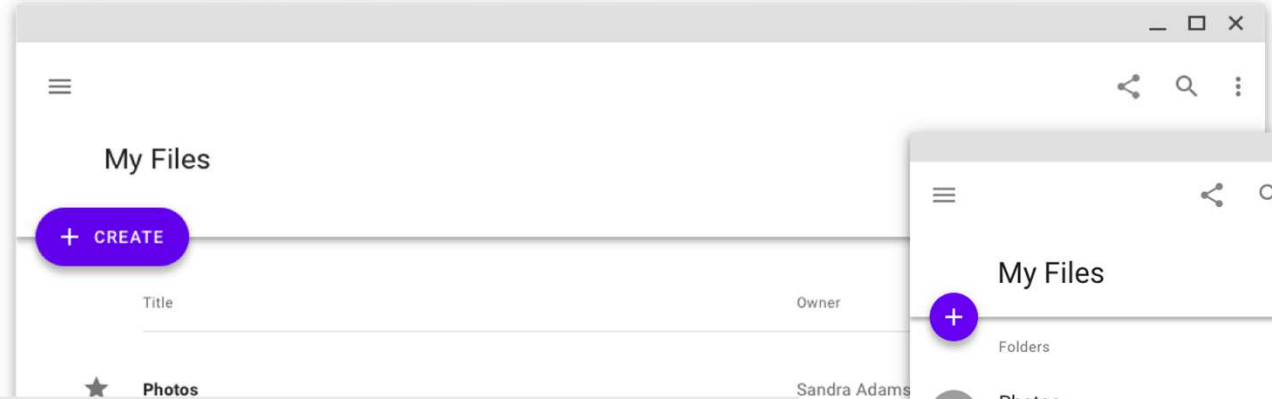 My Files
+ CREATE
Title Owner
Photos Sandra Adams
My Files
Folders